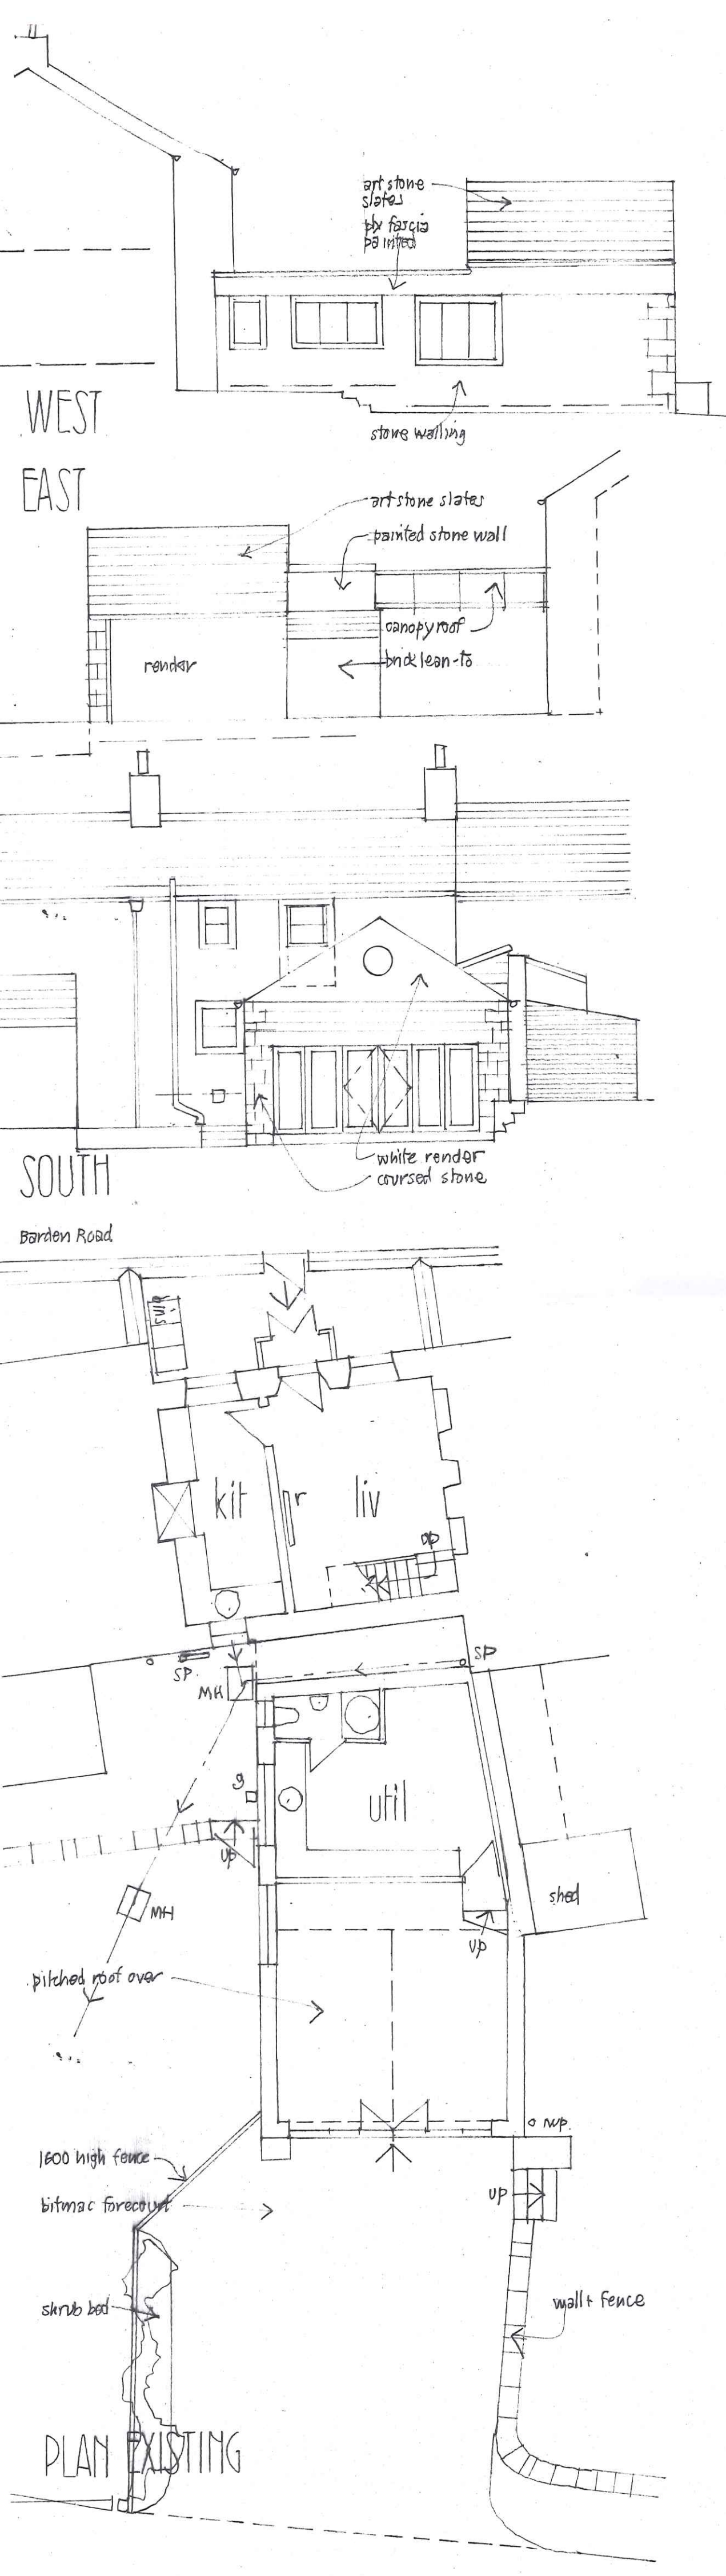 art stone
slates
ply fascia
painted
WEST
stone walling
EAST
art stone slates
painted stone wall
canopy roof
render
brick lean-to
white render
coursed stone
SOUTH
Barden Road
kit
r
liv
up
SP
SP.
MH
g
util
up
MH
shed
up
pitched roof over
rwp
1800 high fence
up
bitmac forecourt
shrub bed
wall + fence
PLAN EXISTING